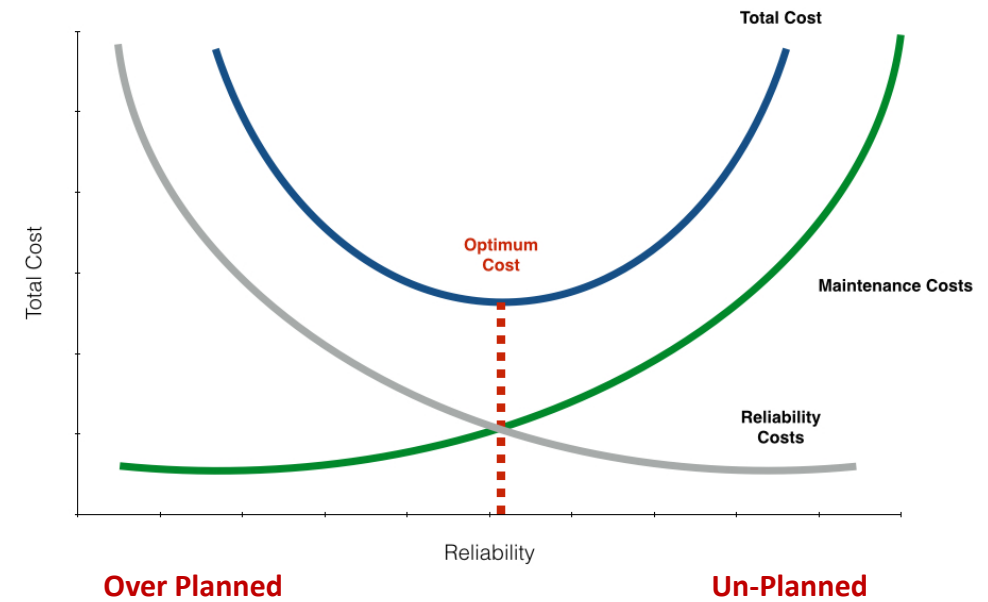 Total Cost
Optimum
Cost
Total Cost
Maintenance Costs
Reliability
Costs
Reliability
Over Planned
Un-Planned